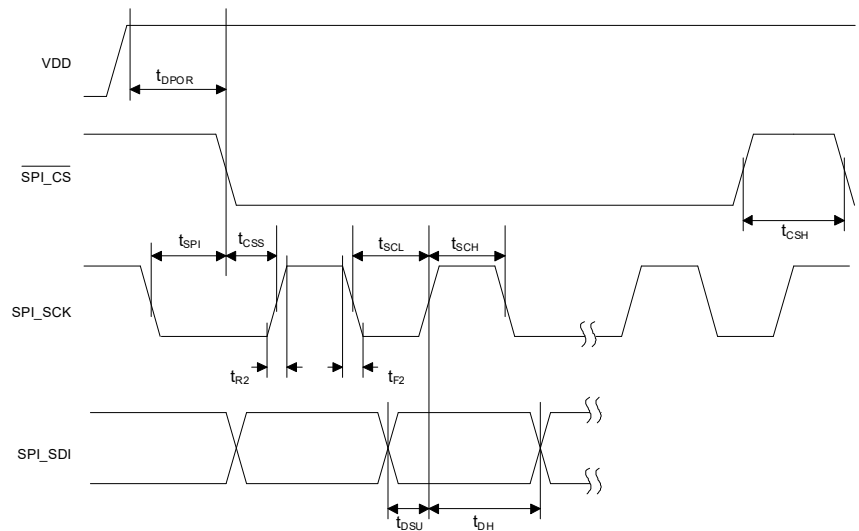 VDD
tDPOR
SPI_CS
tCSH
tSPI
tCSS
tSCL
tSCH
SPI_SCK
tR2
tF2
SPI_SDI
tDSU
tDH